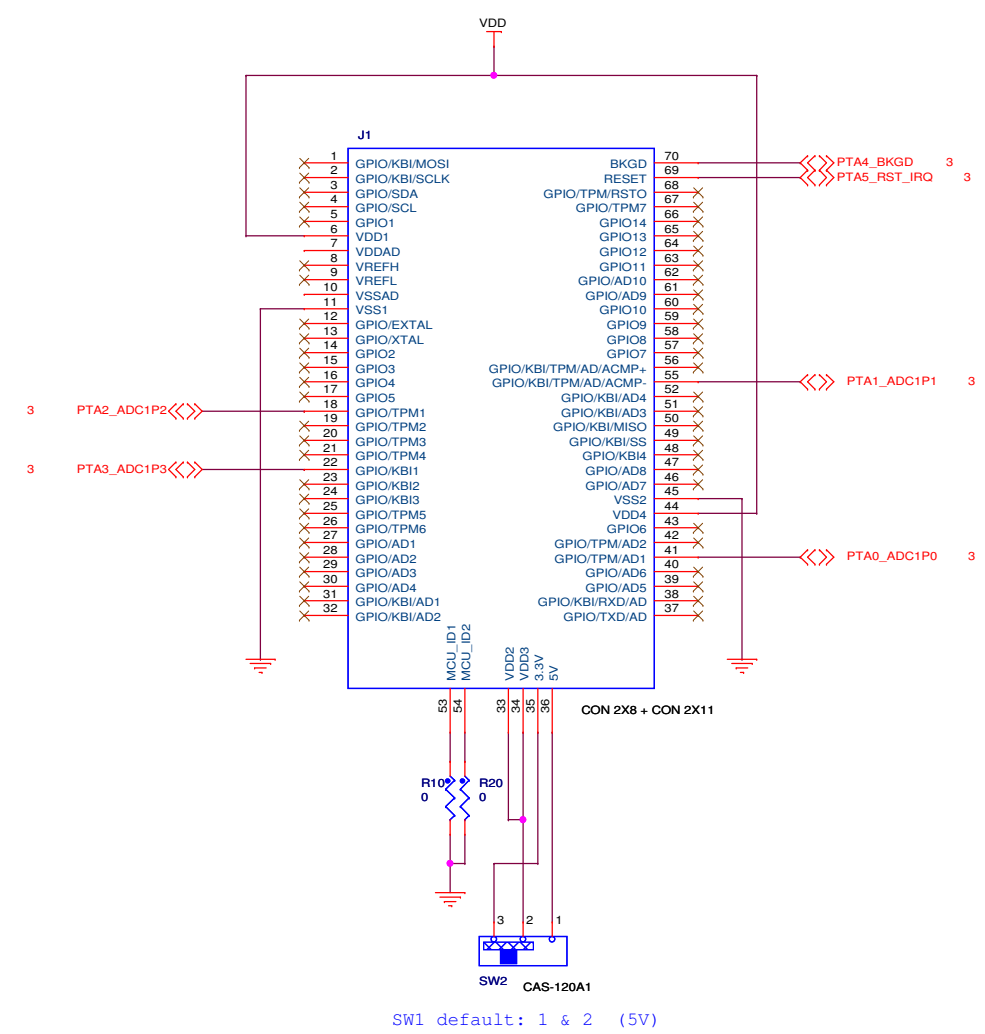 VDD
J1
1 GPIO/KBI/MOSI
2 GPIO/KBI/SCLK
3 GPIO/SDA
4 GPIO/SCL
5 GPIO1
6 VDD1
7 VDDAD
8 VREFH
9 VREFL
10 VSSAD
11 VSS1
12 GPIO/EXTAL
13 GPIO/XTAL
14 GPIO2
15 GPIO3
16 GPIO4
17 GPIO5
3 PTA2_ADC1P2 18 GPIO/TPM1
19 GPIO/TPM2
20 GPIO/TPM3
21 GPIO/TPM4
3 PTA3_ADC1P3 22 GPIO/KBI1
23 GPIO/KBI2
24 GPIO/KBI3
25 GPIO/TPM5
26 GPIO/TPM6
27 GPIO/AD1
28 GPIO/AD2
29 GPIO/AD3
30 GPIO/AD4
31 GPIO/KBI/AD1
32 GPIO/KBI/AD2
BKGD 70 PTA4_BKGD 3
RESET 69 PTA5_RST_IRQ 3
GPIO/TPM/RSTO 68
GPIO/TPM7 67
GPIO14 66
GPIO13 65
GPIO12 64
GPIO11 63
GPIO/AD10 62
GPIO/AD9 61
GPIO10 60
GPIO9 59
GPIO8 58
GPIO7 57
GPIO/KBI/TPM/AD/ACMP+ 56
GPIO/KBI/TPM/AD/ACMP- 55 PTA1_ADC1P1 3
GPIO/KBI/AD4 52
GPIO/KBI/AD3 51
GPIO/KBI/MISO 50
GPIO/KBI/SS 49
GPIO/KBI4 48
GPIO/AD8 47
GPIO/AD7 46
VSS2 45
VDD4 44
GPIO6 43
GPIO/TPM/AD2 42
GPIO/TPM/AD1 41 PTA0_ADC1P0 3
GPIO/AD6 40
GPIO/AD5 39
GPIO/KBI/RXD/AD 38
GPIO/TXD/AD 37
MCU_ID1 53
MCU_ID2 54
VDD2 33
VDD3 34
3.3V 35
5V 36
CON 2X8 + CON 2X11
R10 R20
0 0
3 2 1
SW2 CAS-120A1
SW1 default: 1 & 2 (5V)